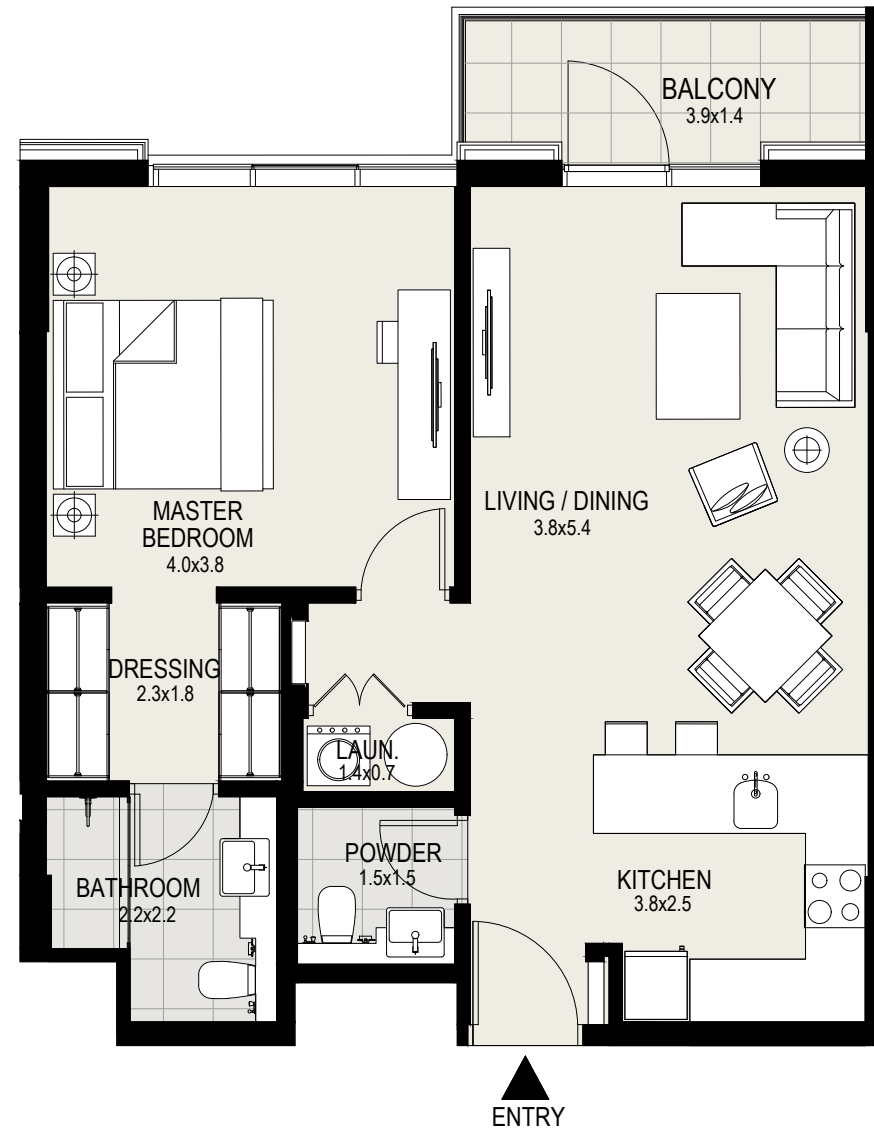 BALCONY
3.9x1.4
MASTER
BEDROOM
4.0x3.8
LIVING / DINING
3.8x5.4
DRESSING
2.3x1.8
LAUN.
1.4x0.7
BATHROOM
2.2x2.2
POWDER
1.5x1.5
KITCHEN
3.8x2.5
ENTRY